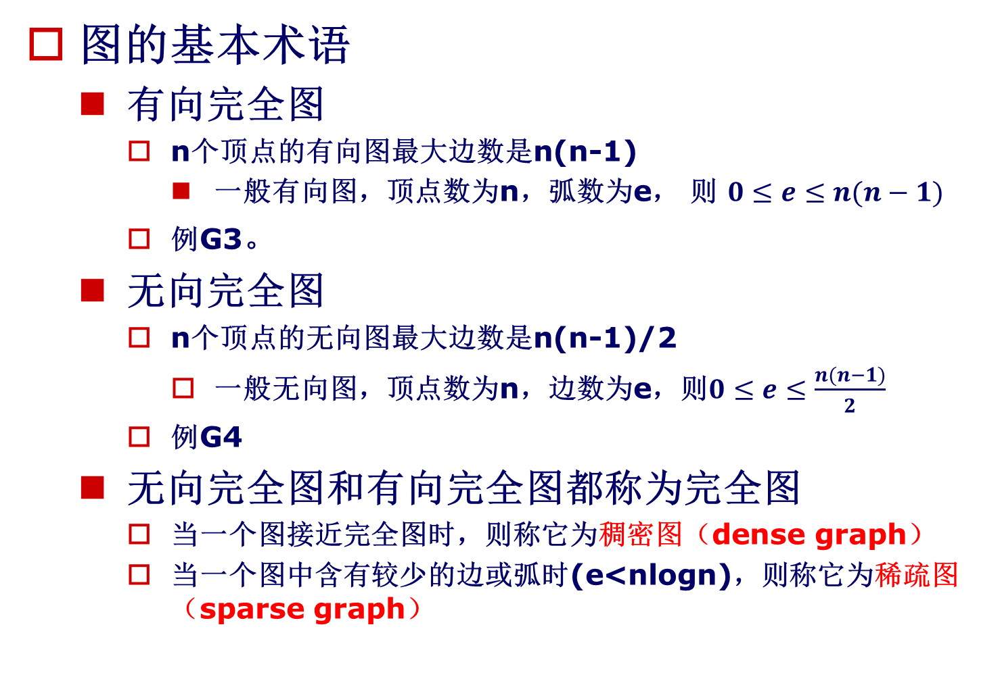 图的基本术语
有向完全图
n个顶点的有向图最大边数是n(n-1)
一般有向图，顶点数为n，弧数为e， 则 0 ≤ e ≤ n(n − 1)
例G3。
无向完全图
n个顶点的无向图最大边数是n(n-1)/2
一般无向图，顶点数为n，边数为e，则0 ≤ e ≤ n(n−1)/2
例G4
无向完全图和有向完全图都称为完全图
当一个图接近完全图时，则称它为稠密图（dense graph）
当一个图中含有较少的边或弧时(e<nlogn)，则称它为稀疏图
（sparse graph）